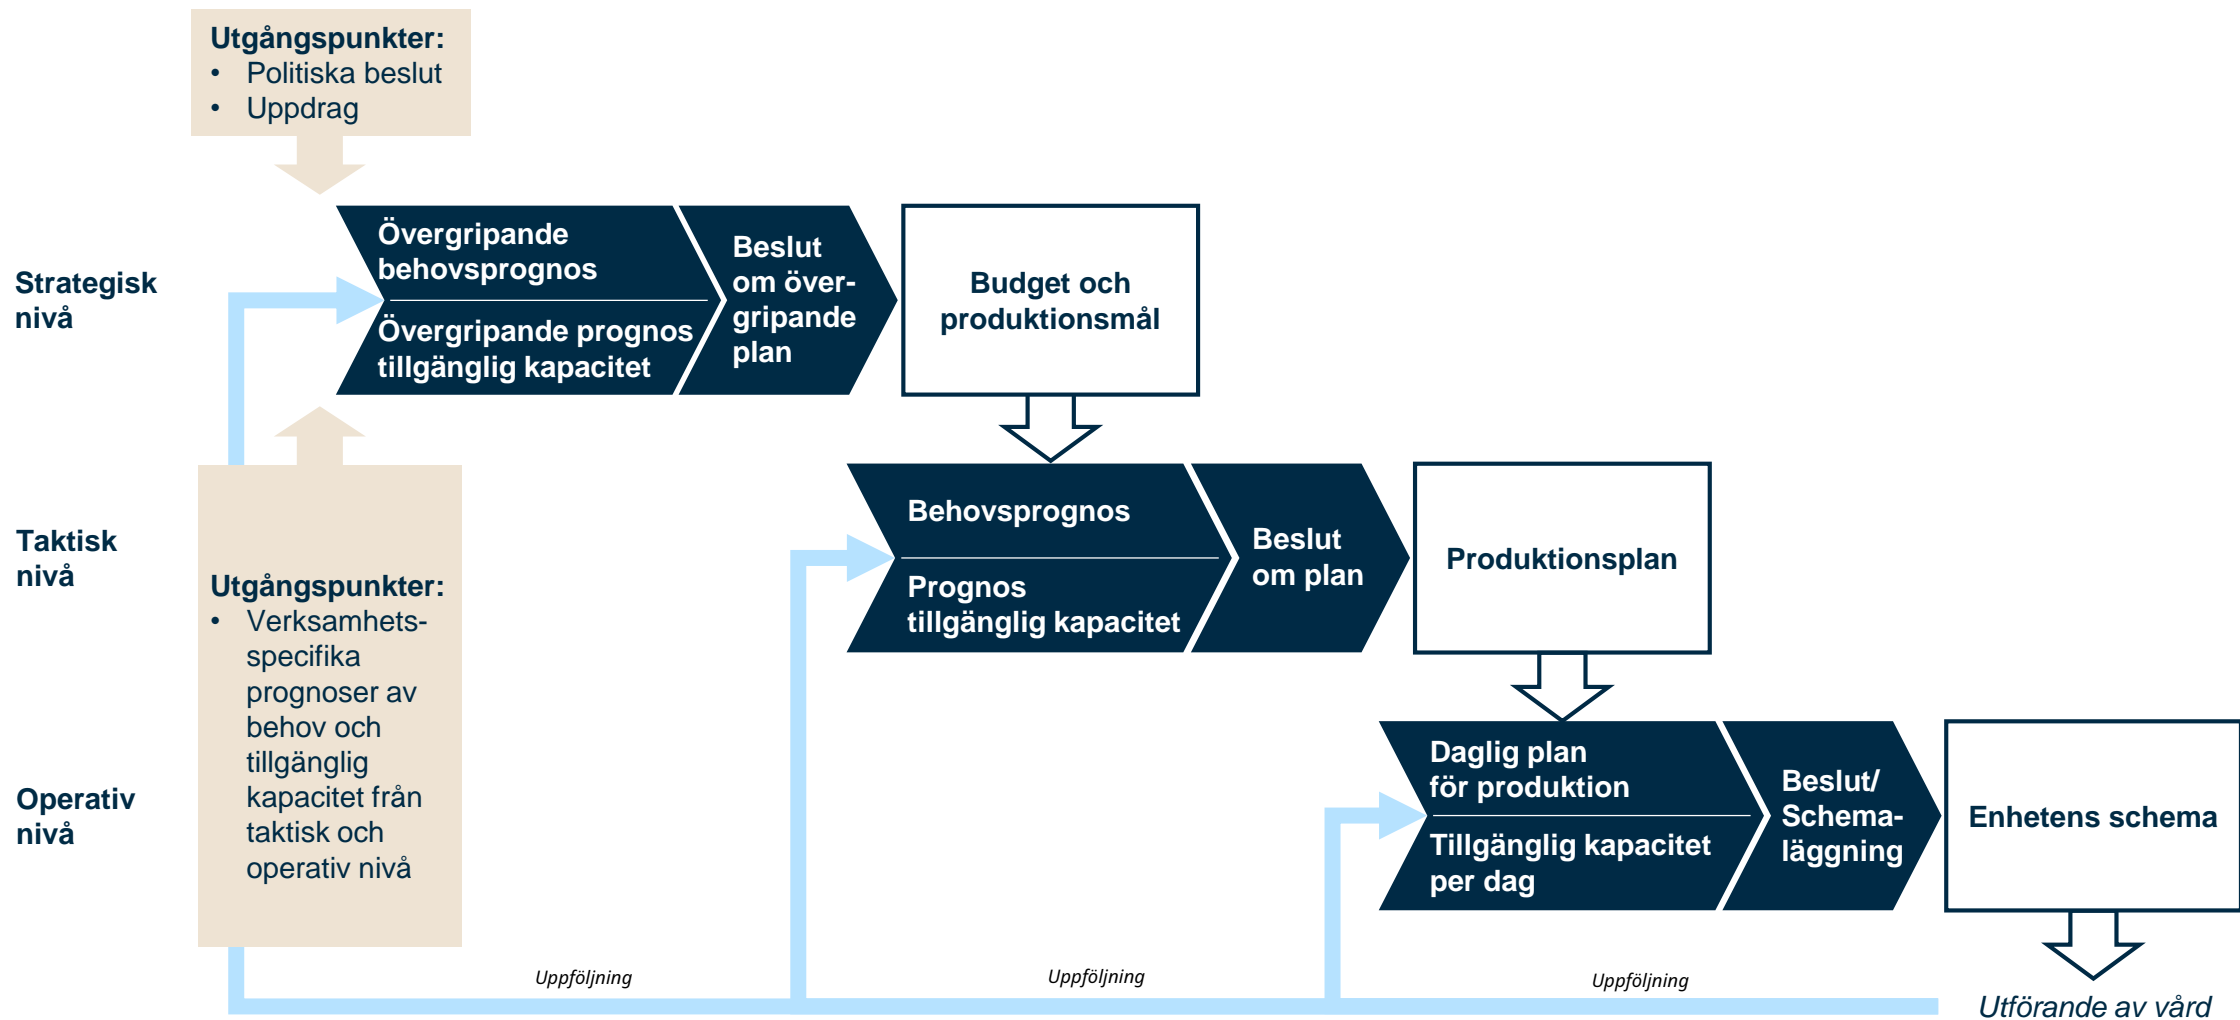 Utgångspunkter:
• Politiska beslut
• Uppdrag
Strategisk
nivå
Övergripande
behovsprognos
Övergripande prognos
tillgänglig kapacitet
Beslut
om över-
gripande
plan
Budget och
produktionsmål
Taktisk
nivå
Utgångspunkter:
• Verksamhets-
specifika
prognoser av
behov och
tillgänglig
kapacitet från
taktisk och
operativ nivå
Behovsprognos
Prognos
tillgänglig kapacitet
Beslut
om plan
Produktionsplan
Operativ
nivå
Daglig plan
för produktion
Tillgänglig kapacitet
per dag
Beslut/
Schema-
läggning
Enhetens schema
Uppföljning
Uppföljning
Uppföljning
Utförande av vård